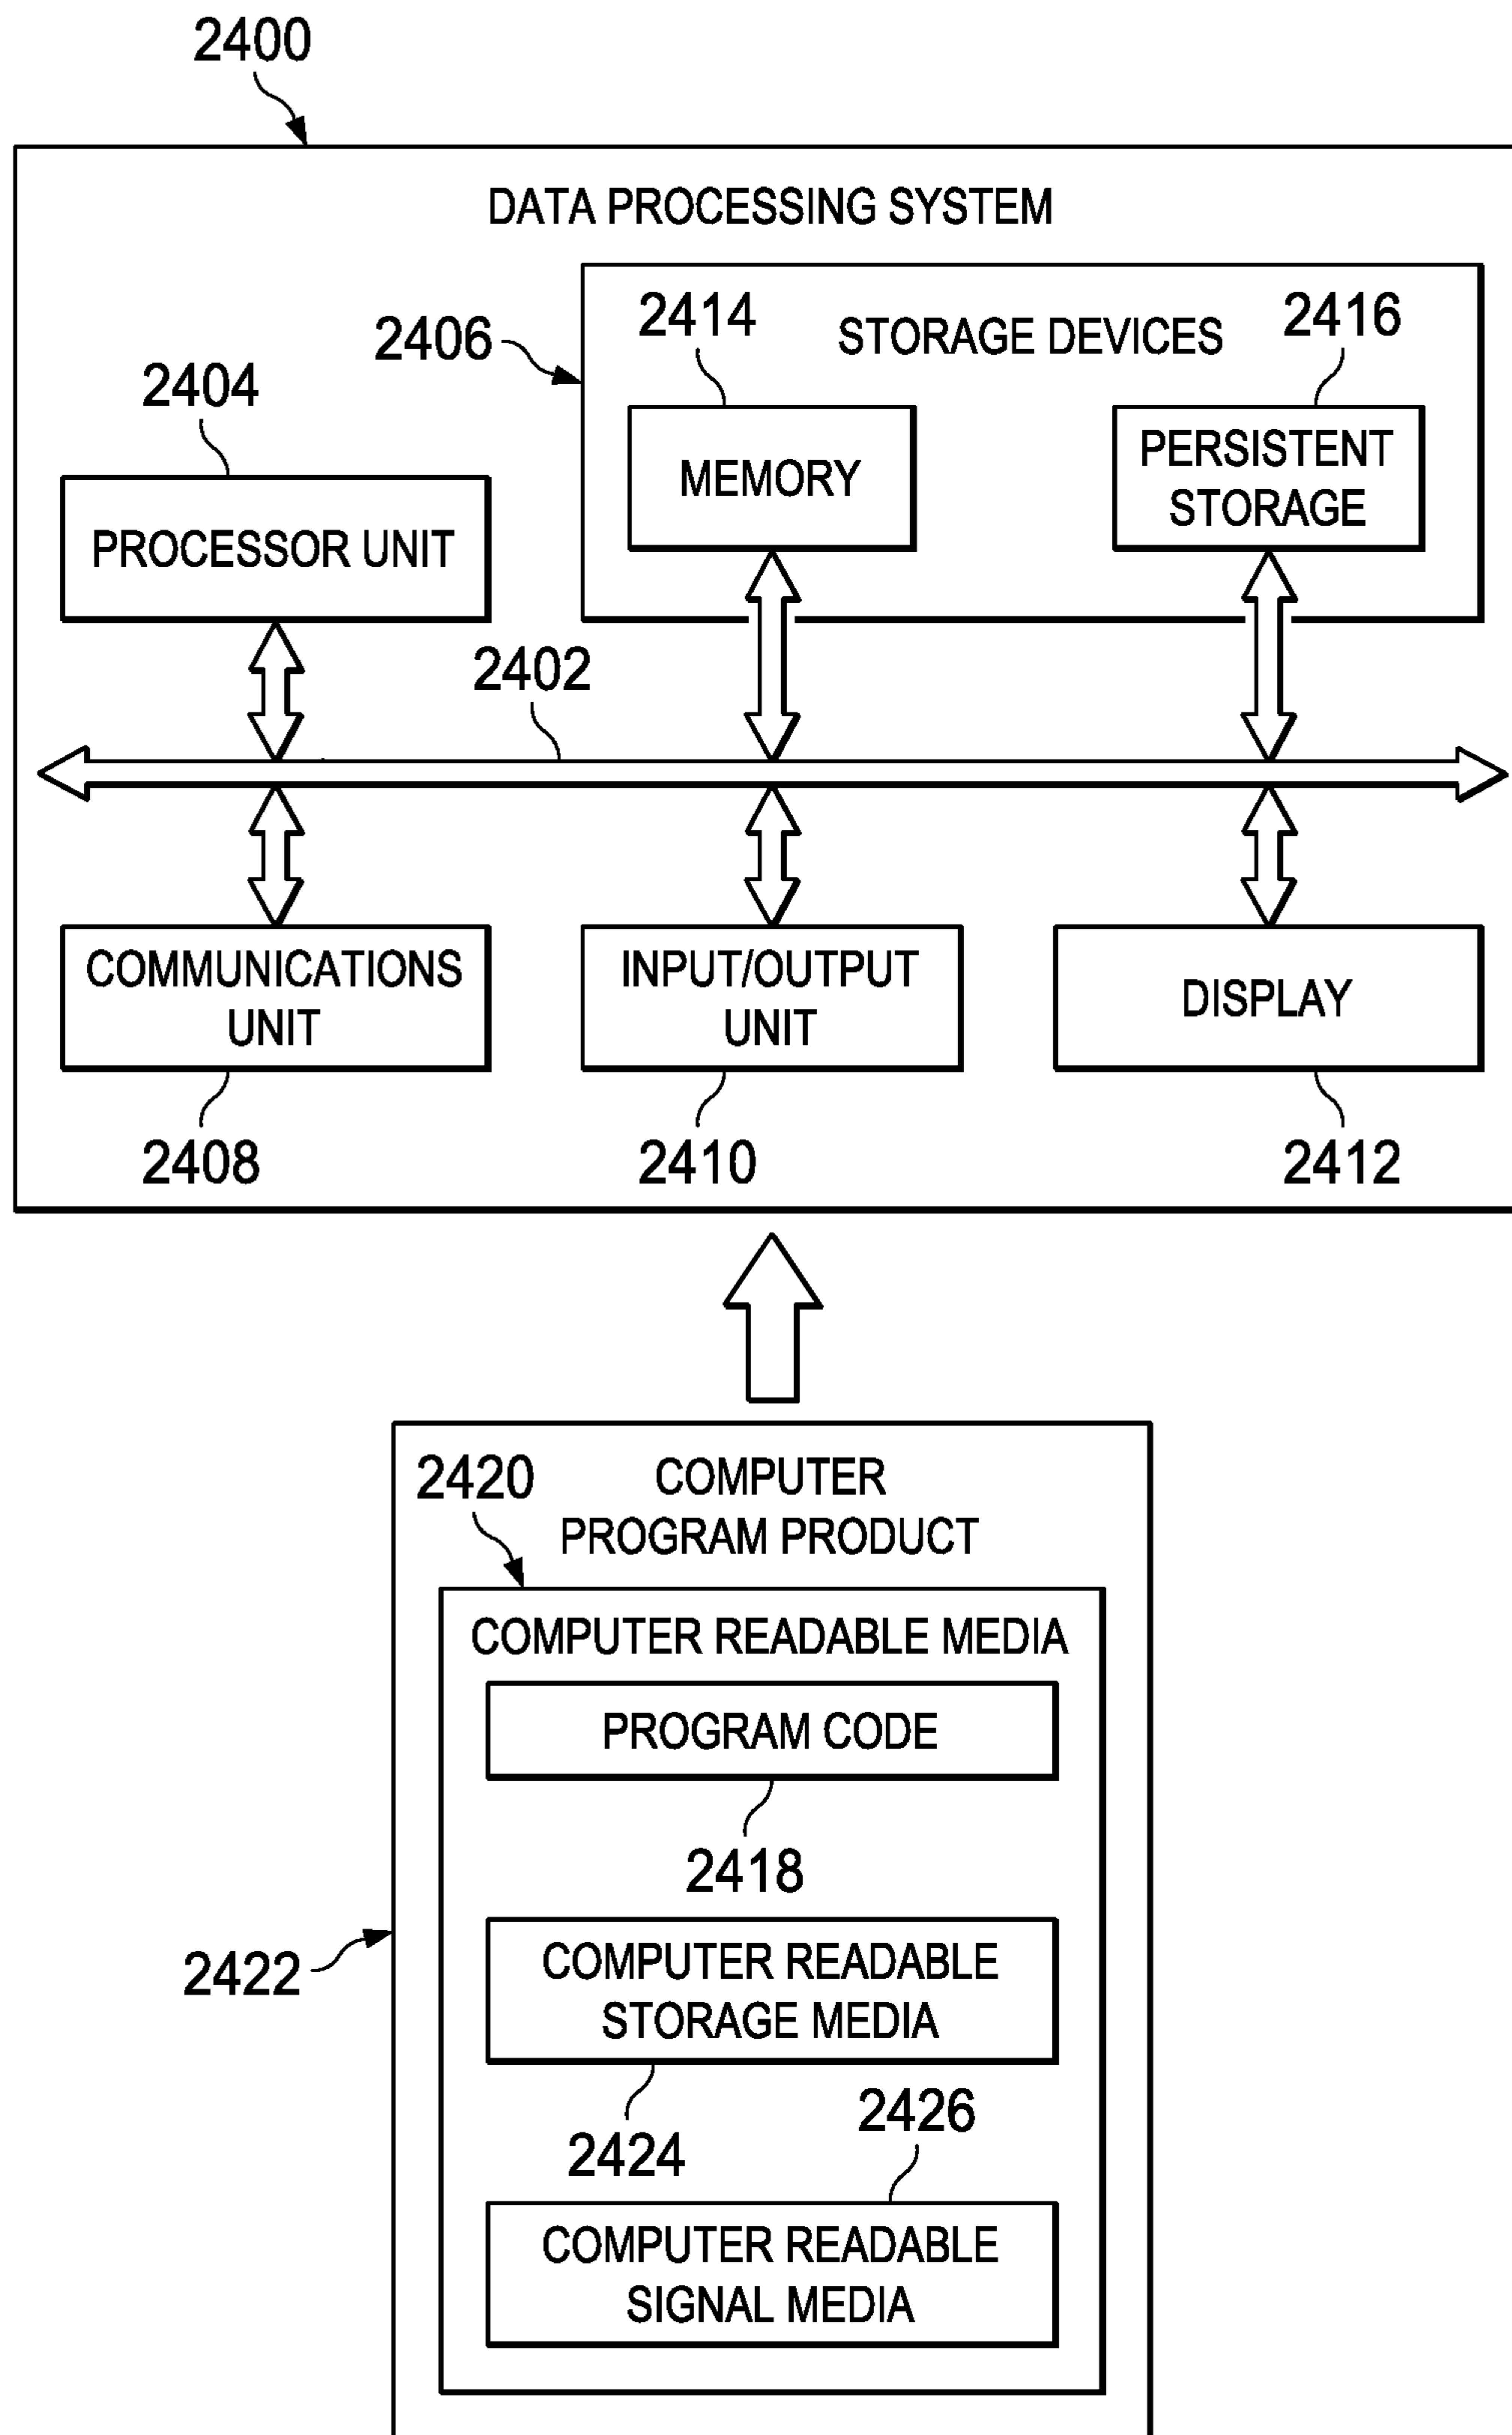 2400
DATA PROCESSING SYSTEM
2406
2414
STORAGE DEVICES
2416
2404
MEMORY
PERSISTENT
STORAGE
PROCESSOR UNIT
2402
COMMUNICATIONS
UNIT
INPUT/OUTPUT
UNIT
DISPLAY
2408
2410
2412
2420
COMPUTER
PROGRAM PRODUCT
COMPUTER READABLE MEDIA
PROGRAM CODE
2418
2422
COMPUTER READABLE
STORAGE MEDIA
2424
2426
COMPUTER READABLE
SIGNAL MEDIA